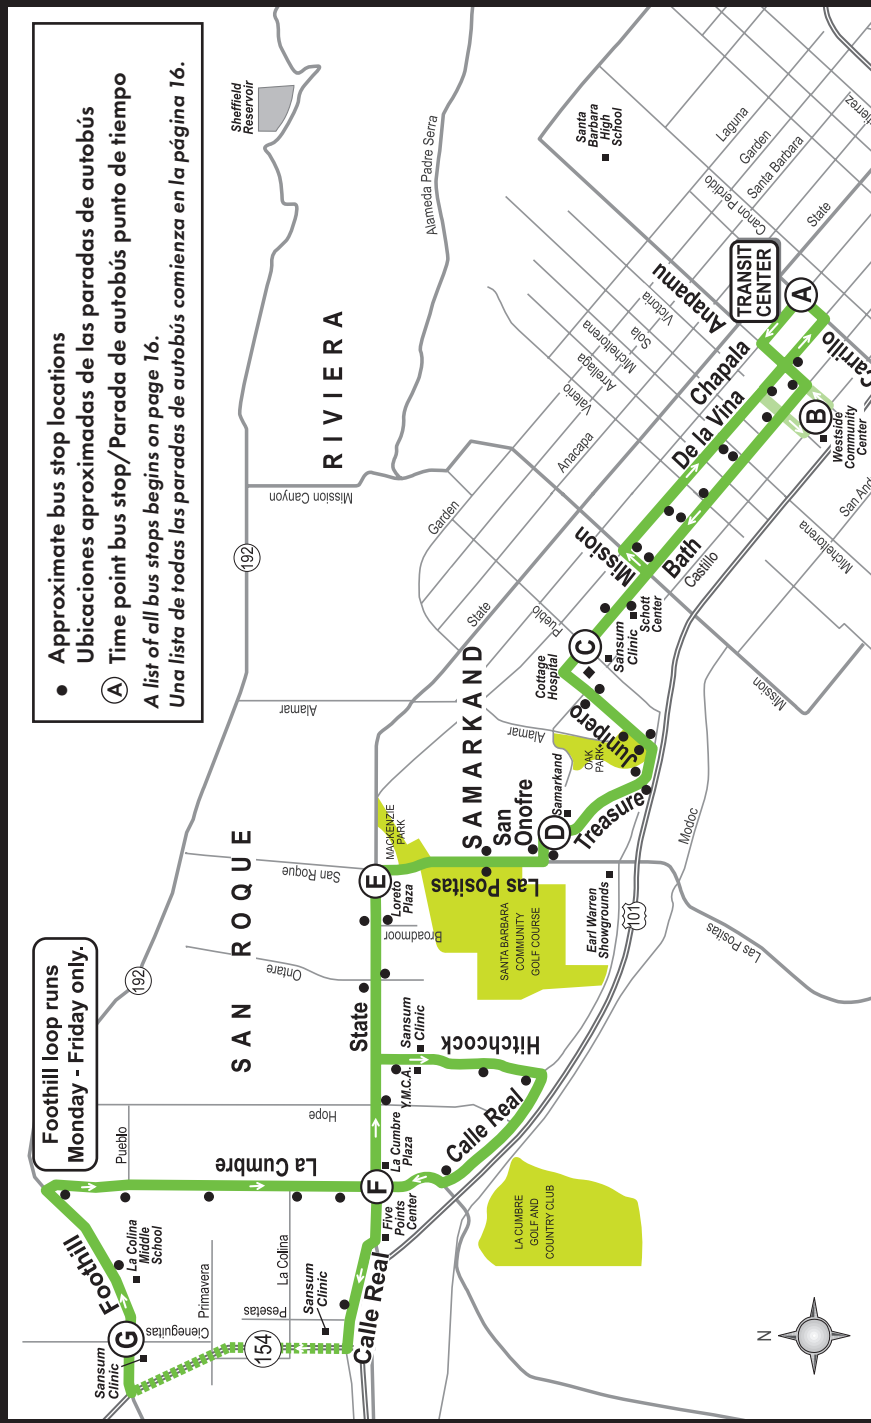 Approximate bus stop locations
Ubicaciones aproximadas de las paradas de autobús
A Time point bus stop/Parada de autobús punto de tiempo
A list of all bus stops begins on page 16.
Una lista de todas las paradas de autobús comienza en la página 16.
Foothill loop runs
Monday - Friday only.
Sheffield
Reservoir
Alameda Padre Serra
RIVIERA
192
Mission Canyon
192
SAN ROQUE
Alamar
San Roque
Ontare
Hope
Pueblo
La Cumbre
Foothill
La Colina
Middle
School
Primavera
La Colina
Cieneguitas
Pesetas
G
Sansum
Clinic
154
Sansum
Clinic
Calle Real
Five
Points
Center
F
La Cumbre
Plaza
Y.M.C.A.
Sansum
Clinic
State
Hitchcock
Calle Real
LA CUMBRE
GOLF AND
COUNTRY CLUB
N
E
Loreto
Plaza
Broadmoor
MACKENZIE
PARK
Las Positas
SANTA BARBARA
COMMUNITY
GOLF COURSE
Earl Warren
Showgrounds
101
Las Positas
Modoc
SAMARKAND
San
Onofre
D
Samarkand
Treasure
OAK
PARK
Alamar
Junipero
Cottage
Hospital
C
Sansum
Clinic
Schott
Center
Pueblo
State
Garden
Mission
Mission
Bath
Castillo
Anacapa
Valerio
Arrellaga
Micheltorena
Sola
Victoria
Anapamu
De la Vina
Chapala
TRANSIT
CENTER
A
B
Westside
Community
Center
Carrillo
Micheltorena
San And
Santa
Barbara
High
School
Laguna
Garden
Santa Barbara
Canon Perdido
State
utierrez